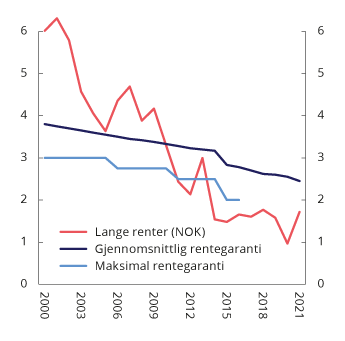 6 6
5 5
4 4
3 3
2 2
Lange renter (NOK)
1 Gjennomsnittlig rentegaranti 1
Maksimal rentegaranti
0 0
2000 2003 2006 2009 2012 2015 2018 2021